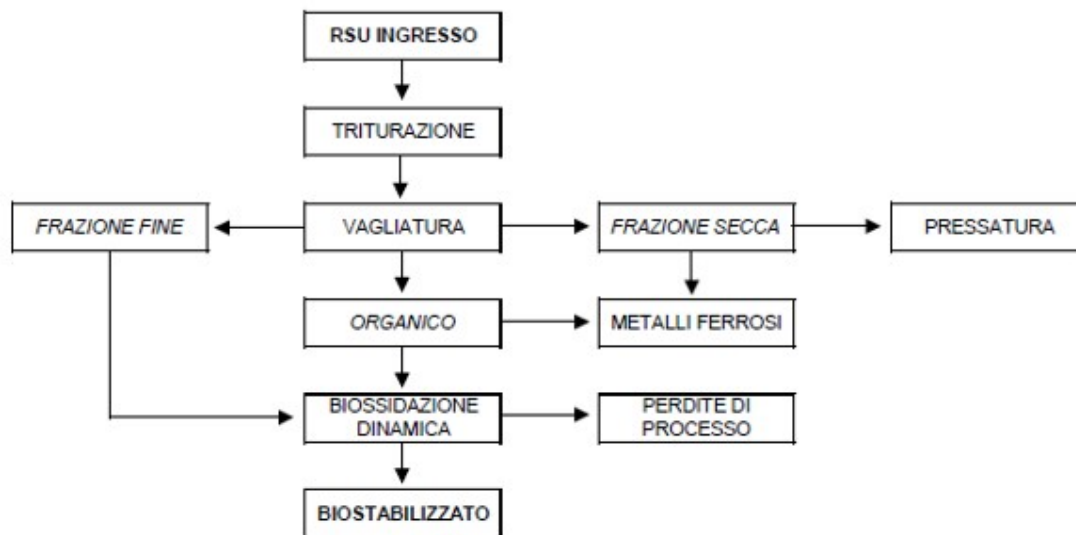 RSU INGRESSO
TRITURAZIONE
FRAZIONE FINE
VAGLIATURA
FRAZIONE SECCA
PRESSATURA
ORGANICO
METALLI FERROSI
BIOSSIDAZIONE
DINAMICA
PERDITE DI
PROCESSO
BIOSTABILIZZATO